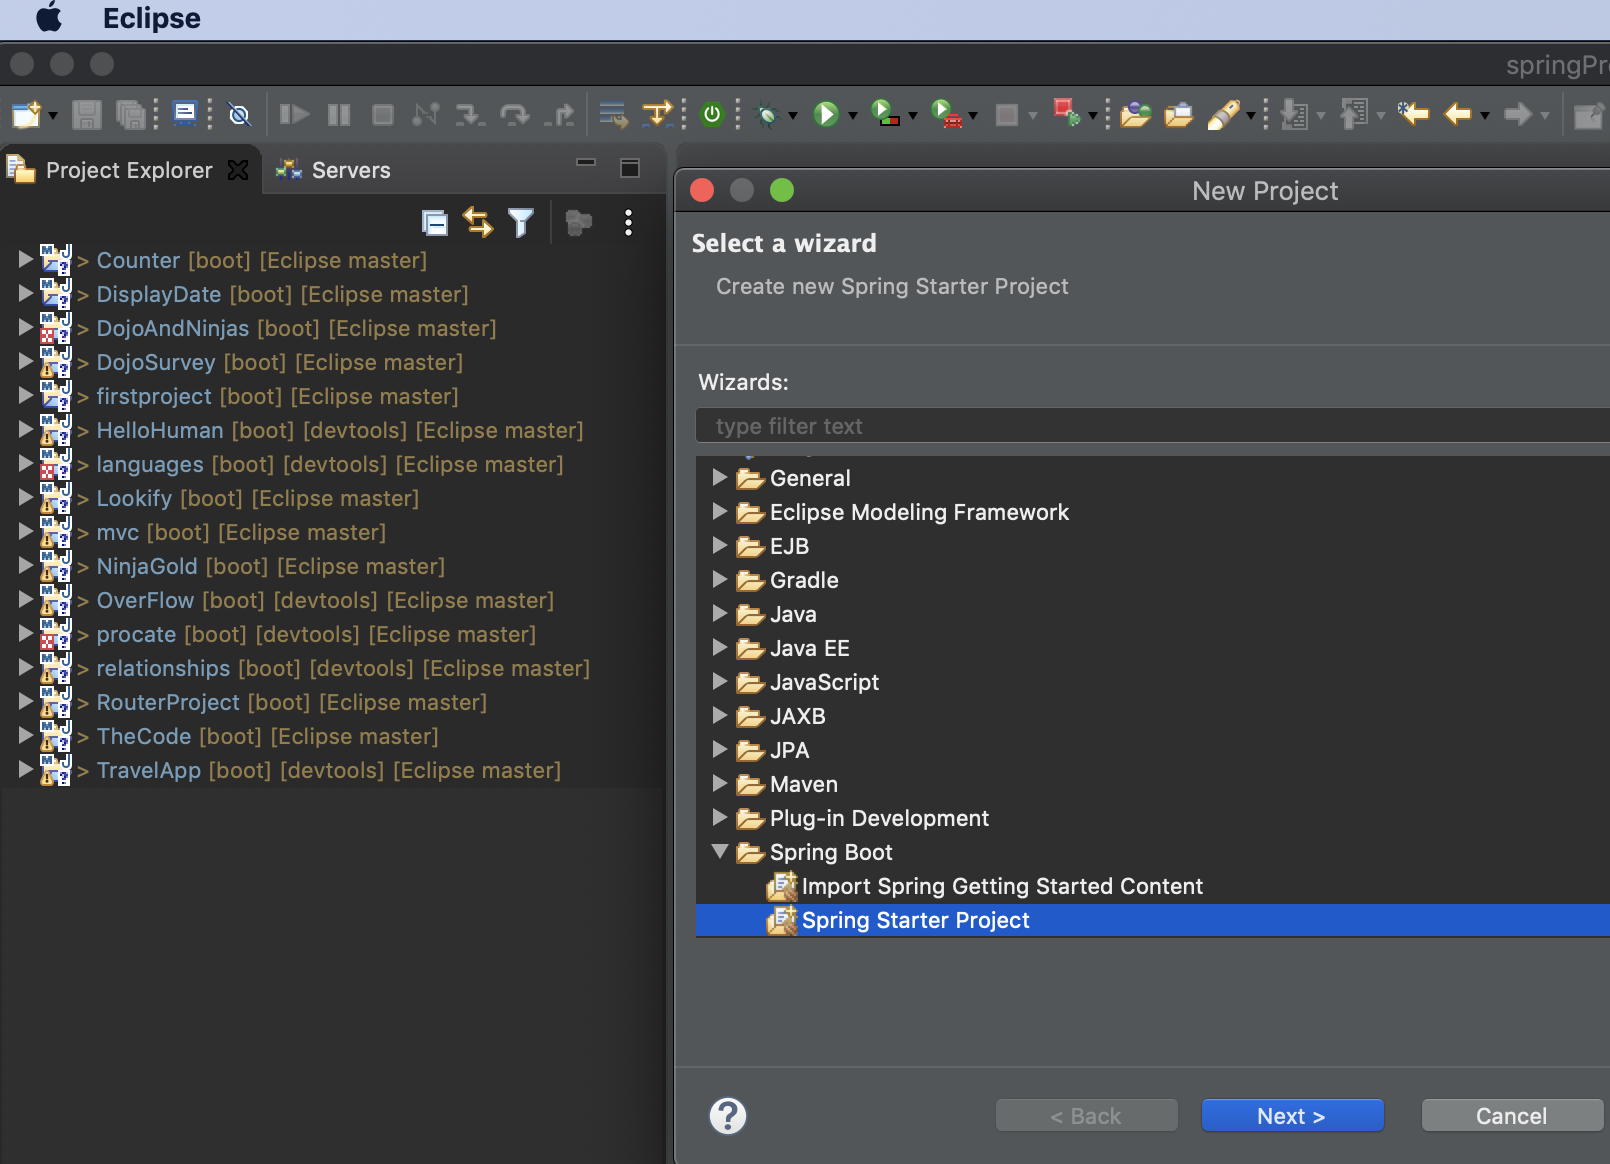 Eclipse
springPr
Project Explorer
Servers
> Counter [boot] [Eclipse master]
> DisplayDate [boot] [Eclipse master]
> DojoAndNinjas [boot] [Eclipse master]
> DojoSurvey [boot] [Eclipse master]
> firstproject [boot] [Eclipse master]
> HelloHuman [boot] [devtools] [Eclipse master]
> languages [boot] [devtools] [Eclipse master]
> Lookify [boot] [Eclipse master]
> mvc [boot] [Eclipse master]
> NinjaGold [boot] [Eclipse master]
> OverFlow [boot] [devtools] [Eclipse master]
> procate [boot] [devtools] [Eclipse master]
> relationships [boot] [devtools] [Eclipse master]
> RouterProject [boot] [Eclipse master]
> TheCode [boot] [Eclipse master]
> TravelApp [boot] [devtools] [Eclipse master]
New Project
Select a wizard
Create new Spring Starter Project
Wizards:
type filter text
General
Eclipse Modeling Framework
EJB
Gradle
Java
Java EE
JavaScript
JAXB
JPA
Maven
Plug-in Development
Spring Boot
Import Spring Getting Started Content
Spring Starter Project
?
< Back
Next >
Cancel